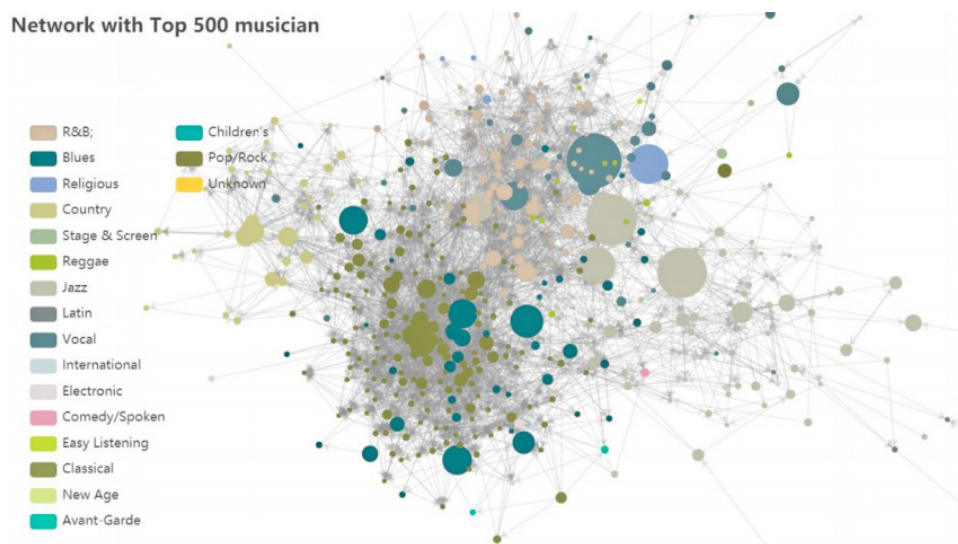 Network with Top 500 musician
R&B;
Blues
Religious
Country
Stage & Screen
Reggae
Jazz
Latin
Vocal
International
Electronic
Comedy/Spoken
Easy Listening
Classical
New Age
Avant-Garde
Children's
Pop/Rock
Unknown